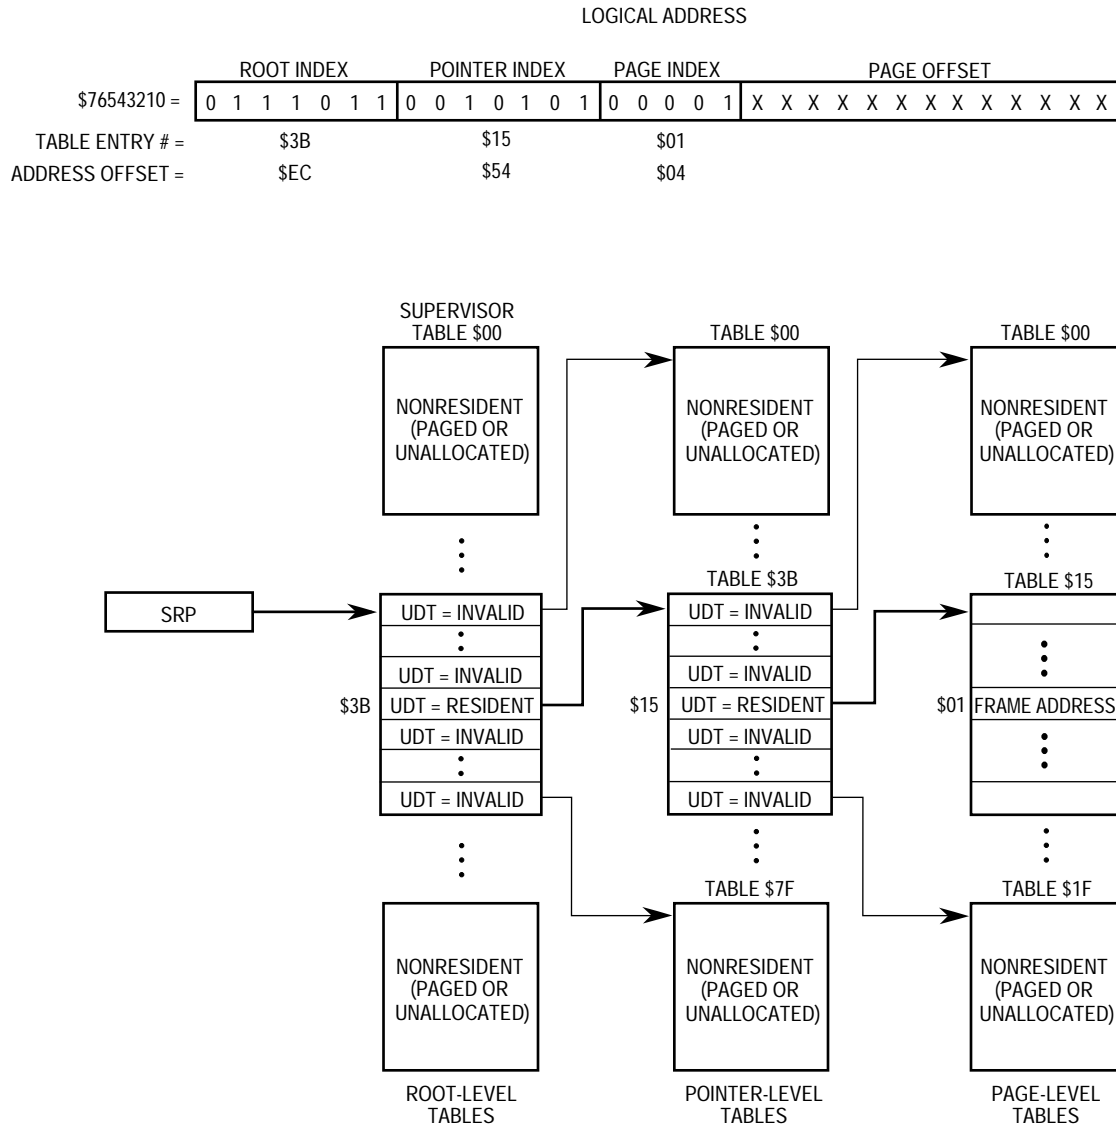 LOGICAL ADDRESS
ROOT INDEX POINTER INDEX PAGE INDEX PAGE OFFSET
$76543210 = 0 1 1 1 0 1 1 0 0 1 0 1 0 1 0 0 0 0 1 X X X X X X X X X X X X X
TABLE ENTRY # = $3B $15 $01
ADDRESS OFFSET = $EC $54 $04
SUPERVISOR
TABLE $00 TABLE $00 TABLE $00
NONRESIDENT NONRESIDENT NONRESIDENT
(PAGED OR (PAGED OR (PAGED OR
UNALLOCATED) UNALLOCATED) UNALLOCATED)
TABLE $3B TABLE $15
SRP UDT = INVALID UDT = INVALID
UDT = INVALID UDT = INVALID
$3B UDT = RESIDENT $15 UDT = RESIDENT $01 FRAME ADDRESS
UDT = INVALID UDT = INVALID
UDT = INVALID UDT = INVALID
TABLE $7F TABLE $1F
NONRESIDENT NONRESIDENT NONRESIDENT
(PAGED OR (PAGED OR (PAGED OR
UNALLOCATED) UNALLOCATED) UNALLOCATED)
ROOT-LEVEL POINTER-LEVEL PAGE-LEVEL
TABLES TABLES TABLES